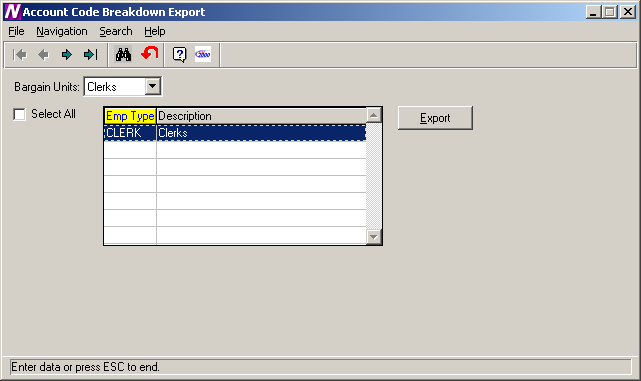 Account Code Breakdown Export
File Navigation Search Help
Bargain Units: Clerks
Select All
Emp Type Description
CLERK Clerks
Export
Enter data or press ESC to end.